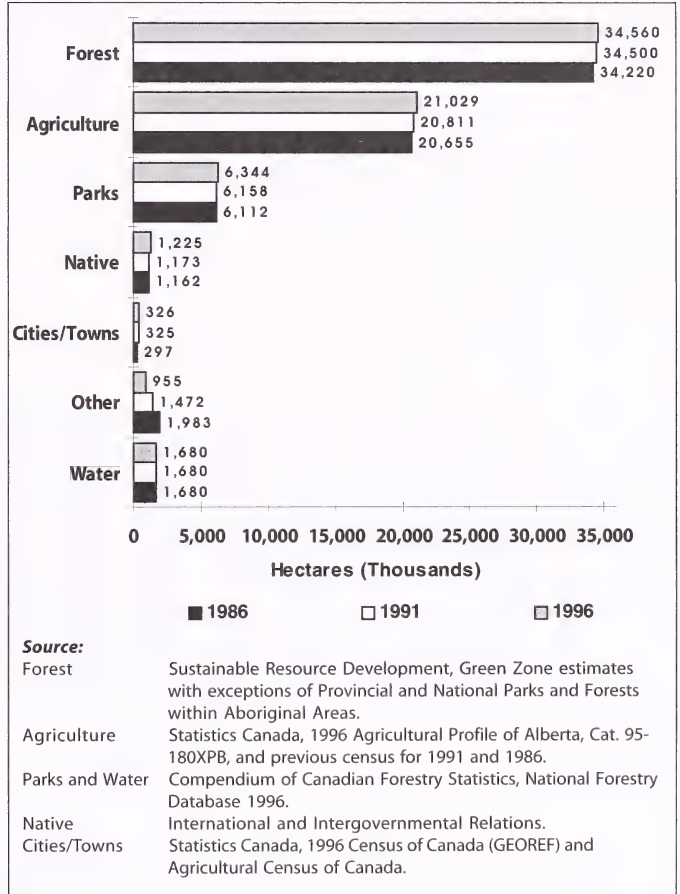 Forest
34,560
34,500
34,220
Agriculture
21,029
20,811
20,655
Parks
6,344
6,158
6,112
Native
1,225
1,173
1,162
Cities/Towns
326
325
297
Other
955
1,472
1,983
Water
1,680
1,680
1,680
0 5,000 10,000 15,000 20,000 25,000 30,000 35,000
Hectares (Thousands)
1986 1991 1996
Source:
Forest Sustainable Resource Development, Green Zone estimates
with exceptions of Provincial and National Parks and Forests
within Aboriginal Areas.
Agriculture Statistics Canada, 1996 Agricultural Profile of Alberta, Cat. 95-
180XPB, and previous census for 1991 and 1986.
Parks and Water Compendium of Canadian Forestry Statistics, National Forestry
Database 1996.
Native International and Intergovernmental Relations.
Cities/Towns Statistics Canada, 1996 Census of Canada (GEOREF) and
Agricultural Census of Canada.